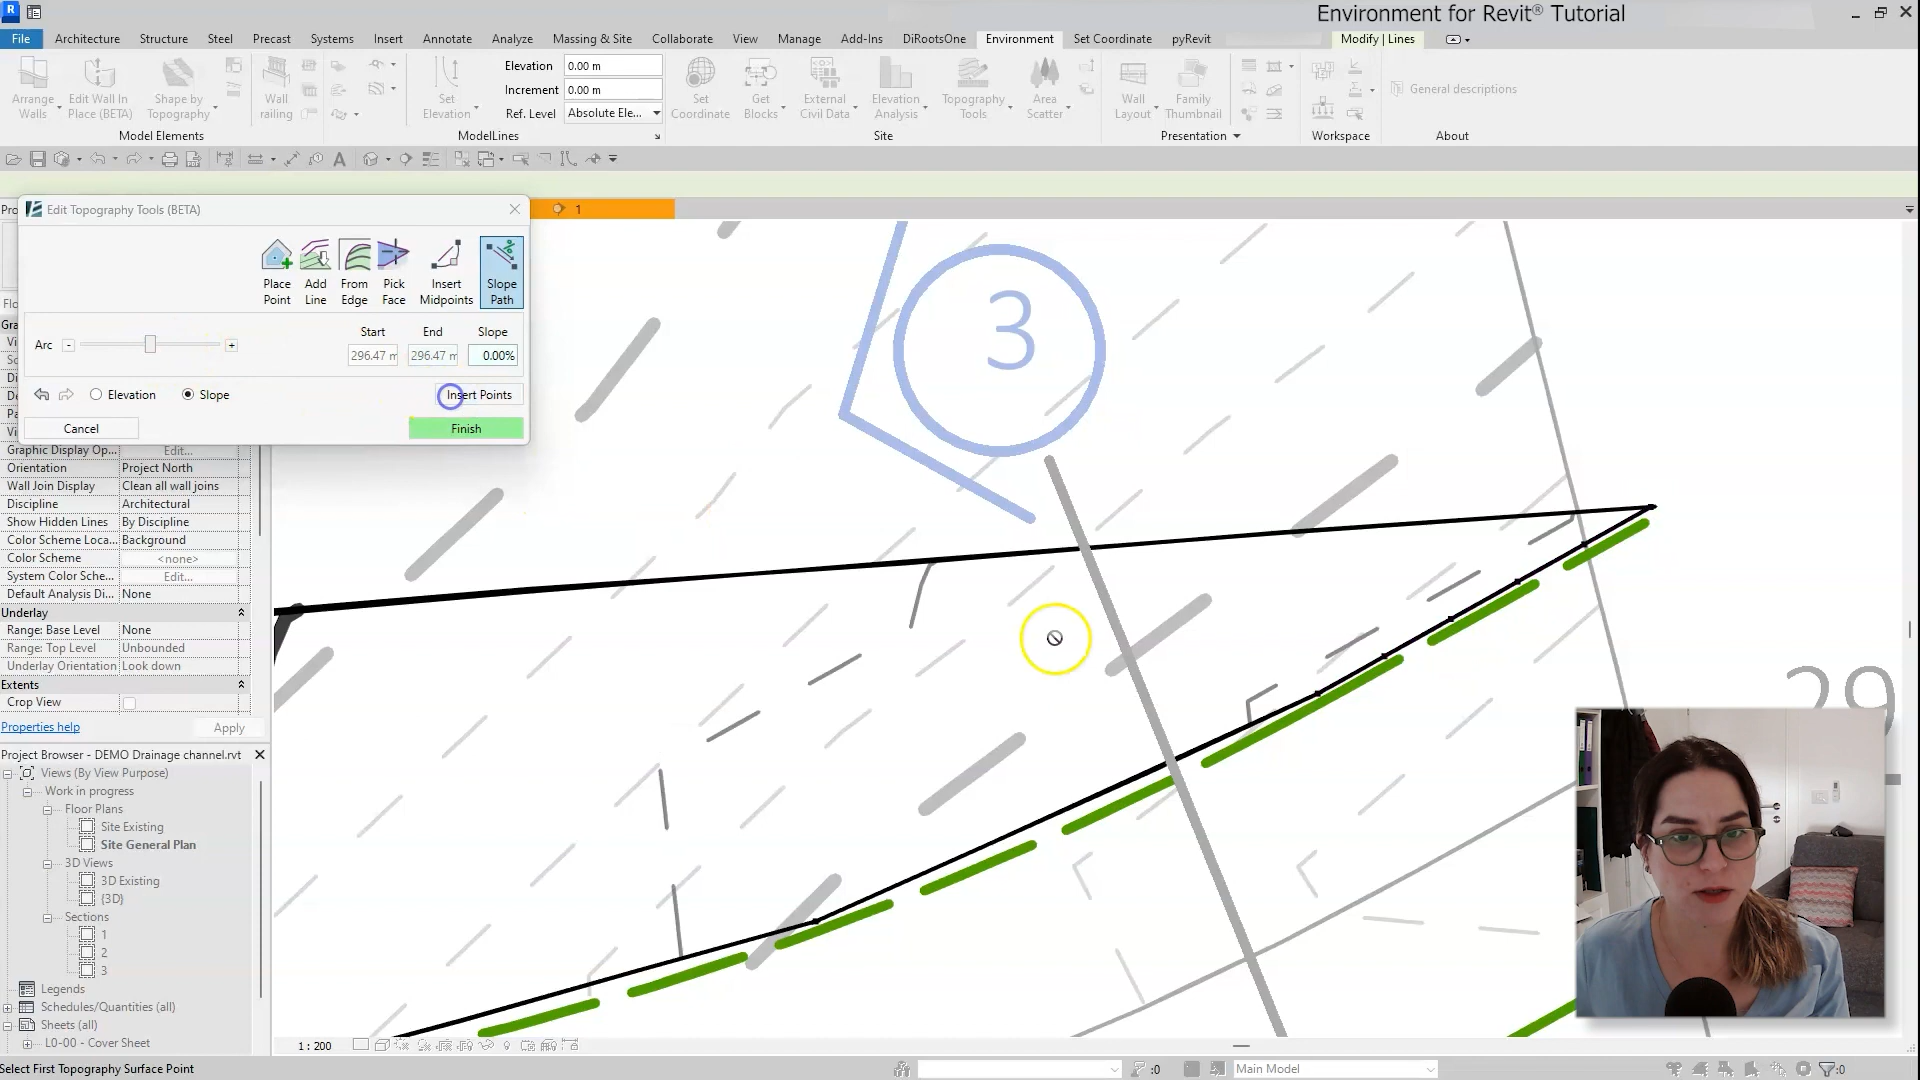 Environment for Revit® Tutorial
File Architecture Structure Steel Precast Systems Insert Annotate Analyze Massing & Site Collaborate View Manage Add-Ins DiRootsOne Environment Set Coordinate pyRevit Modify | Lines
Arrange Walls
Edit Wall In Place (BETA)
Shape by Topography
Wall railing
Set Elevation
Elevation 0.00 m
Increment 0.00 m
Ref. Level Absolute Ele...
Set Coordinate
Get Blocks
External Civil Data
Elevation Analysis
Topography Tools
Area Scatter
Wall Layout
Family Thumbnail
General descriptions
Model Elements ModelLines Site Presentation Workspace About
Edit Topography Tools (BETA)
1
Place Point
Add Line
From Edge
Pick Face
Insert Midpoints
Slope Path
Start End Slope
Arc - + 296.47 m 296.47 m 0.00%
Elevation Slope Insert Points
Cancel Finish
Graphic Display Op... Edit...
Orientation Project North
Wall Join Display Clean all wall joins
Discipline Architectural
Show Hidden Lines By Discipline
Color Scheme Loca... Background
Color Scheme <none>
System Color Sche... Edit...
Default Analysis Di... None
Underlay
Range: Base Level None
Range: Top Level Unbounded
Underlay Orientation Look down
Extents
Crop View
Properties help Apply
Project Browser - DEMO Drainage channel.rvt
Views (By View Purpose)
Work in progress
Floor Plans
Site Existing
Site General Plan
3D Views
3D Existing
{3D}
Sections
1
2
3
Legends
Schedules/Quantities (all)
Sheets (all)
L0-00 - Cover Sheet
3
29
1 : 200
Select First Topography Surface Point
:0
Main Model
:0